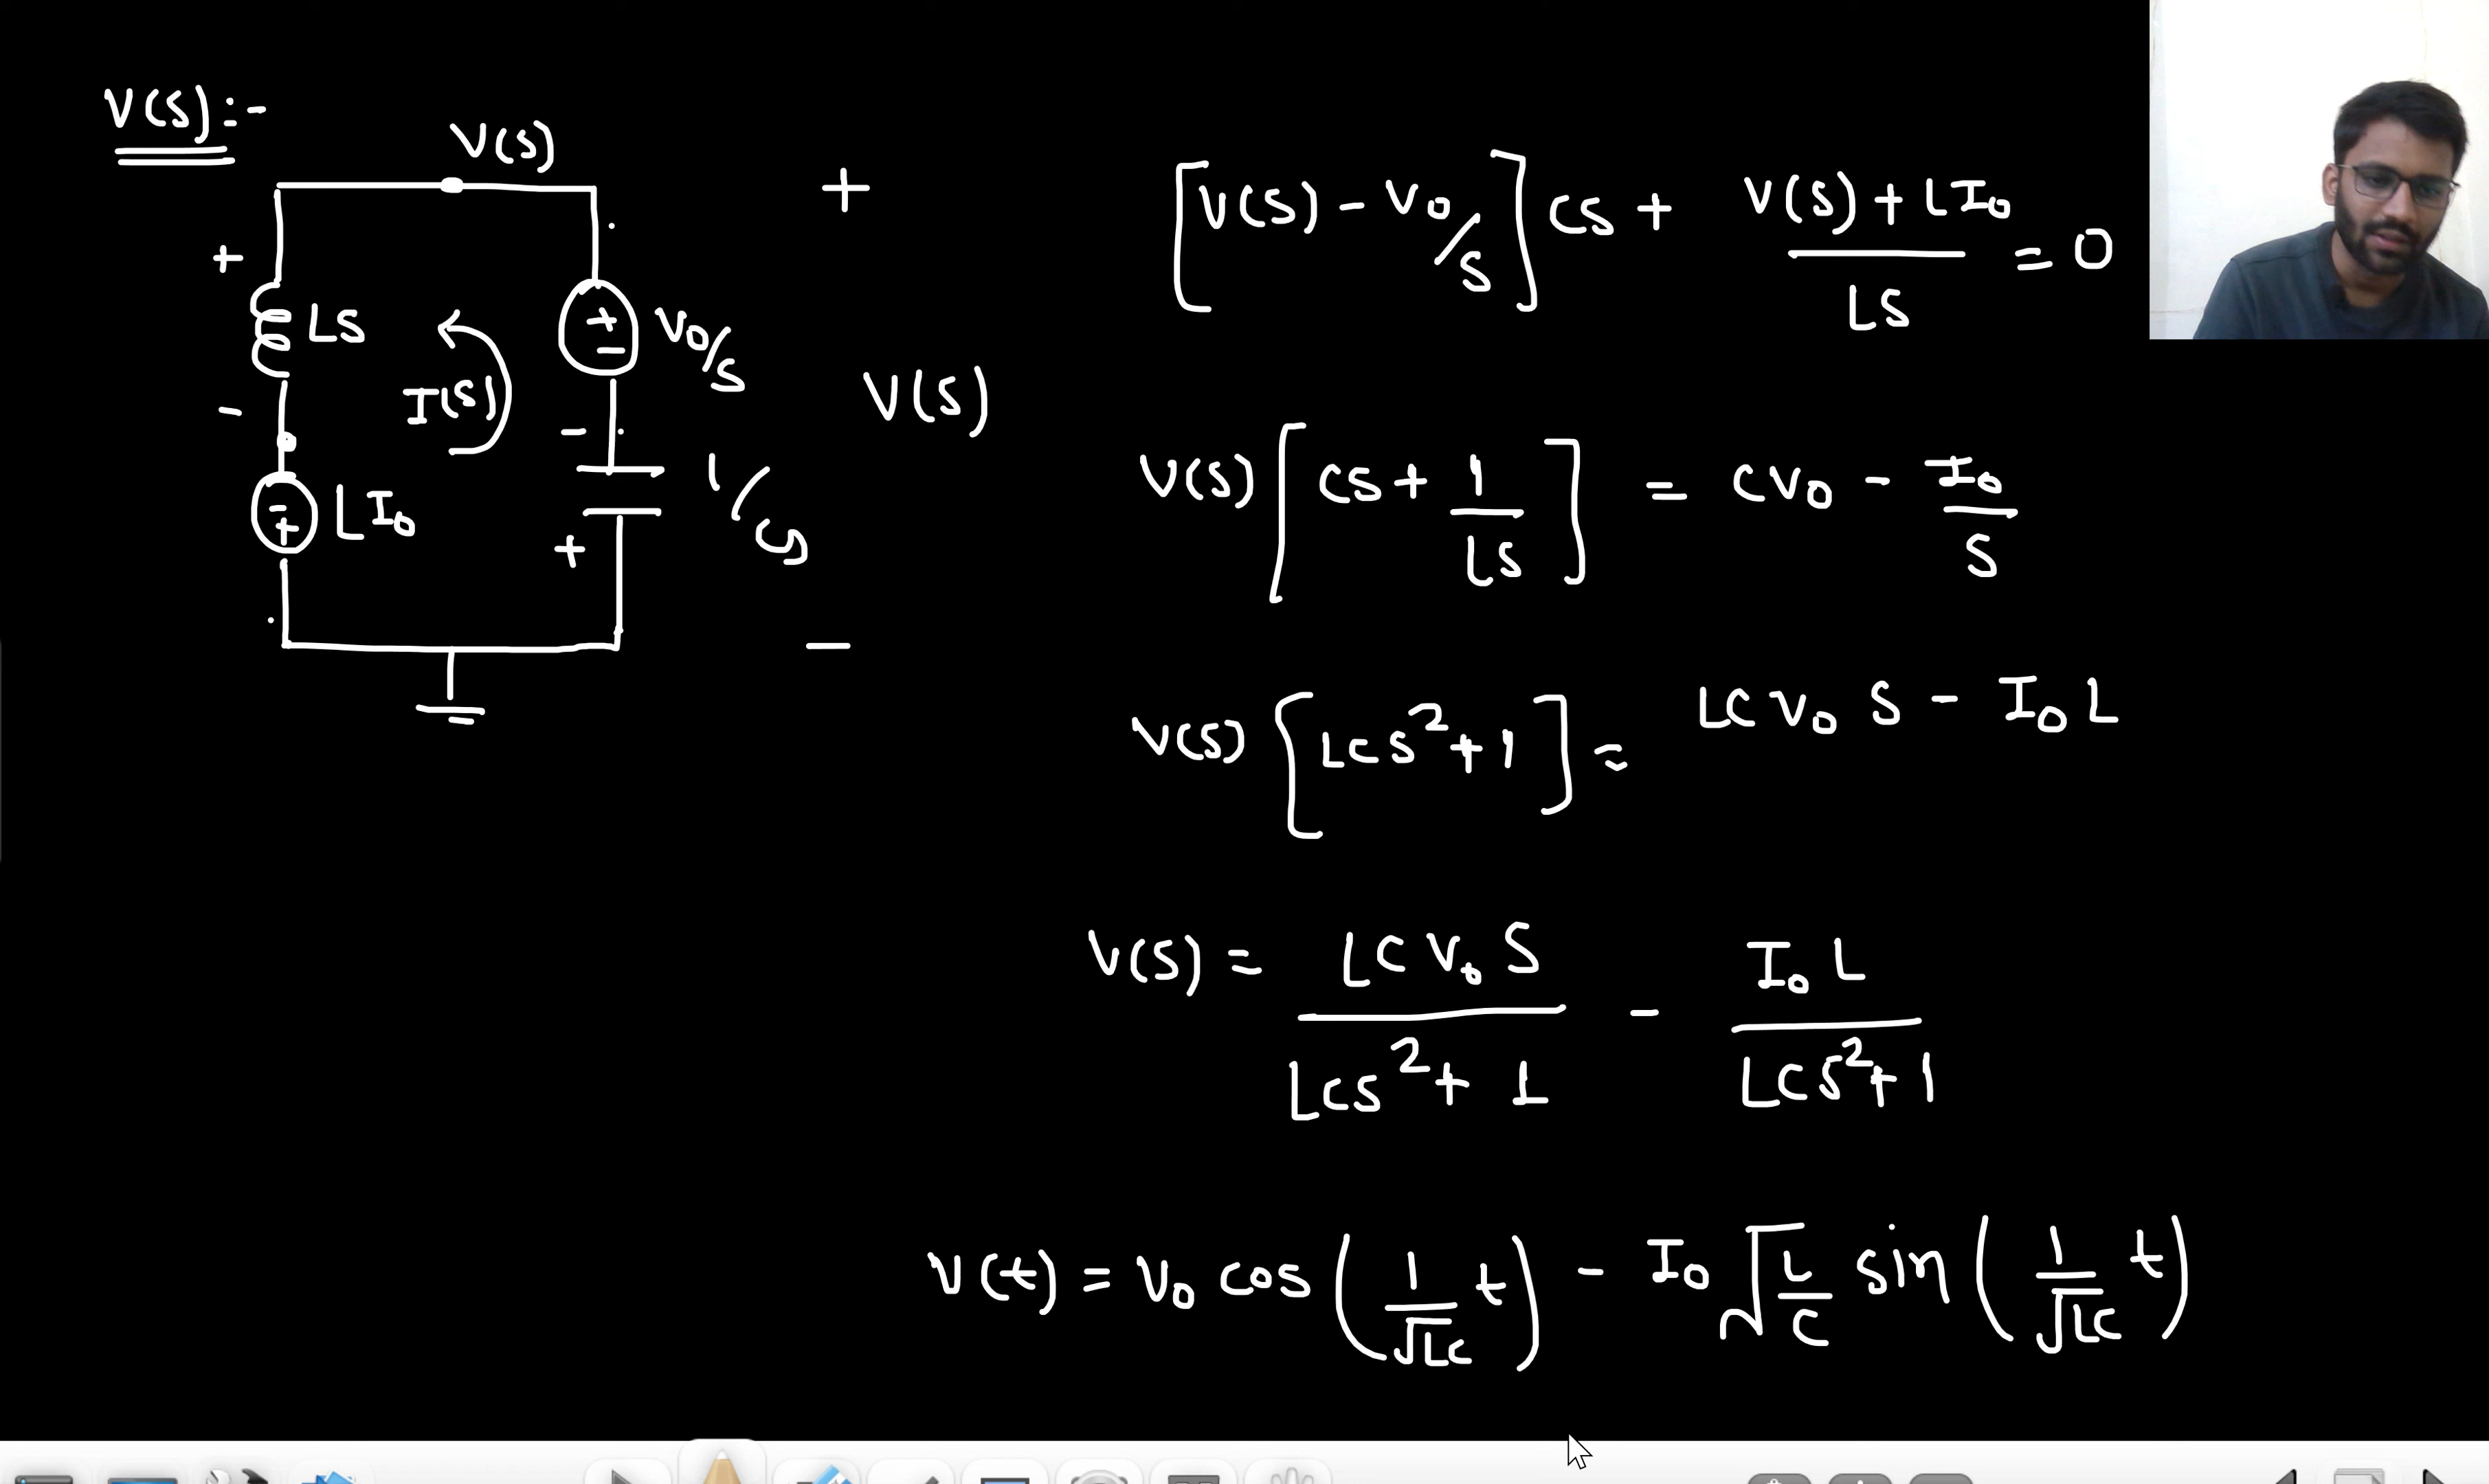 V(s):-
V(s)
+
+
LS
I(s)
+
-
V0/s
-
-
+
LI0
1/cs
+
V(s)
-
[V(s) - V0/s] CS + V(s) + LI0 / LS = 0
V(s) [CS + 1/LS] = CV0 - I0/S
V(s) [LCS² + 1] = LCV0 S - I0 L
V(s) = LCV0 S / LCS² + 1 - I0 L / LCS² + 1
V(t) = V0 cos (1/√LC t) - I0 √L/C sin (1/√LC t)